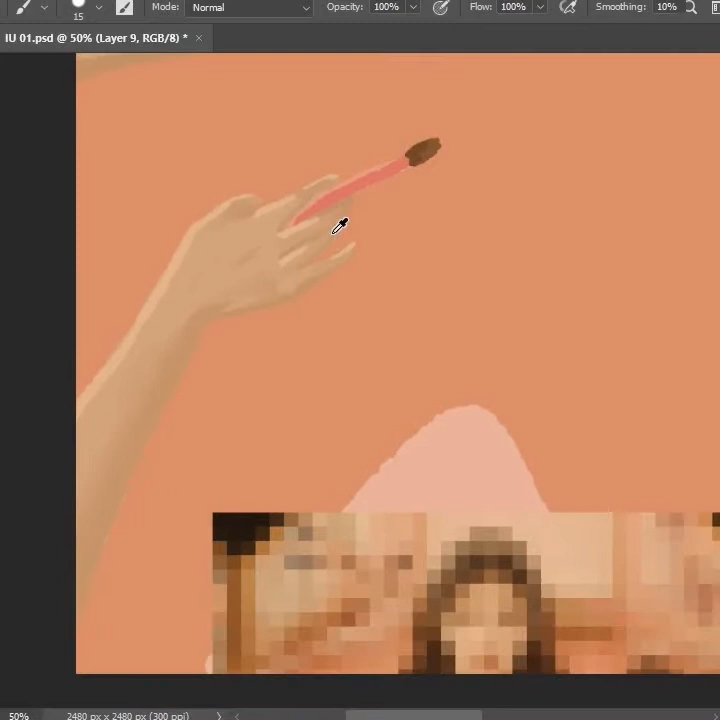 Mode: Normal Opacity: 100% Flow: 100% Smoothing: 10%
15
IU 01.psd @ 50% (Layer 9, RGB/8) * ×
50% 2480 px x 2480 px (300 ppi)